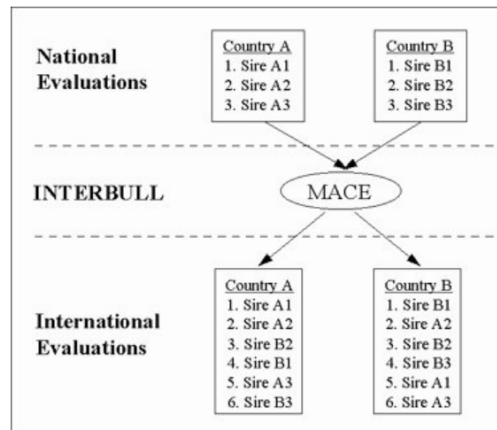 National
Evaluations
Country A
1. Sire A1
2. Sire A2
3. Sire A3
Country B
1. Sire B1
2. Sire B2
3. Sire B3
INTERBULL
MACE
International
Evaluations
Country A
1. Sire A1
2. Sire A2
3. Sire B2
4. Sire B1
5. Sire A3
6. Sire B3
Country B
1. Sire B1
2. Sire A2
3. Sire B2
4. Sire B3
5. Sire A1
6. Sire A3